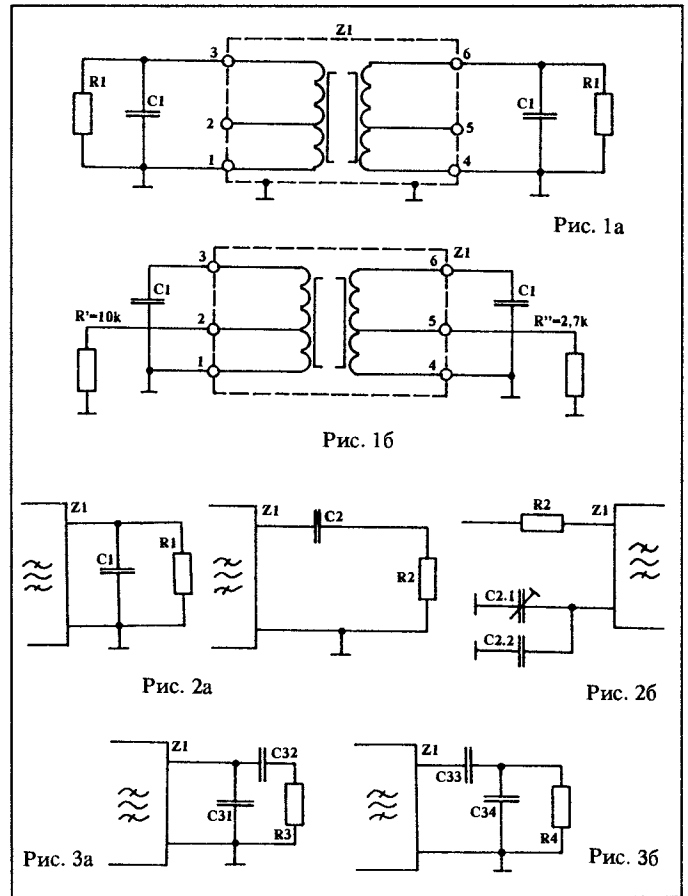 Z1
3
6
R1
C1
2
5
C1
R1
1
4
Рис. 1а
3
Z1
6
C1
C1
R'=10k
2
5
R''=2,7k
1
4
Рис. 1б
Z1
C1
R1
Z1
C2
R2
R2
Z1
C2.1
C2.2
Рис. 2а
Рис. 2б
Z1
C32
C31
R3
Z1
C33
C34
R4
Рис. 3а
Рис. 3б